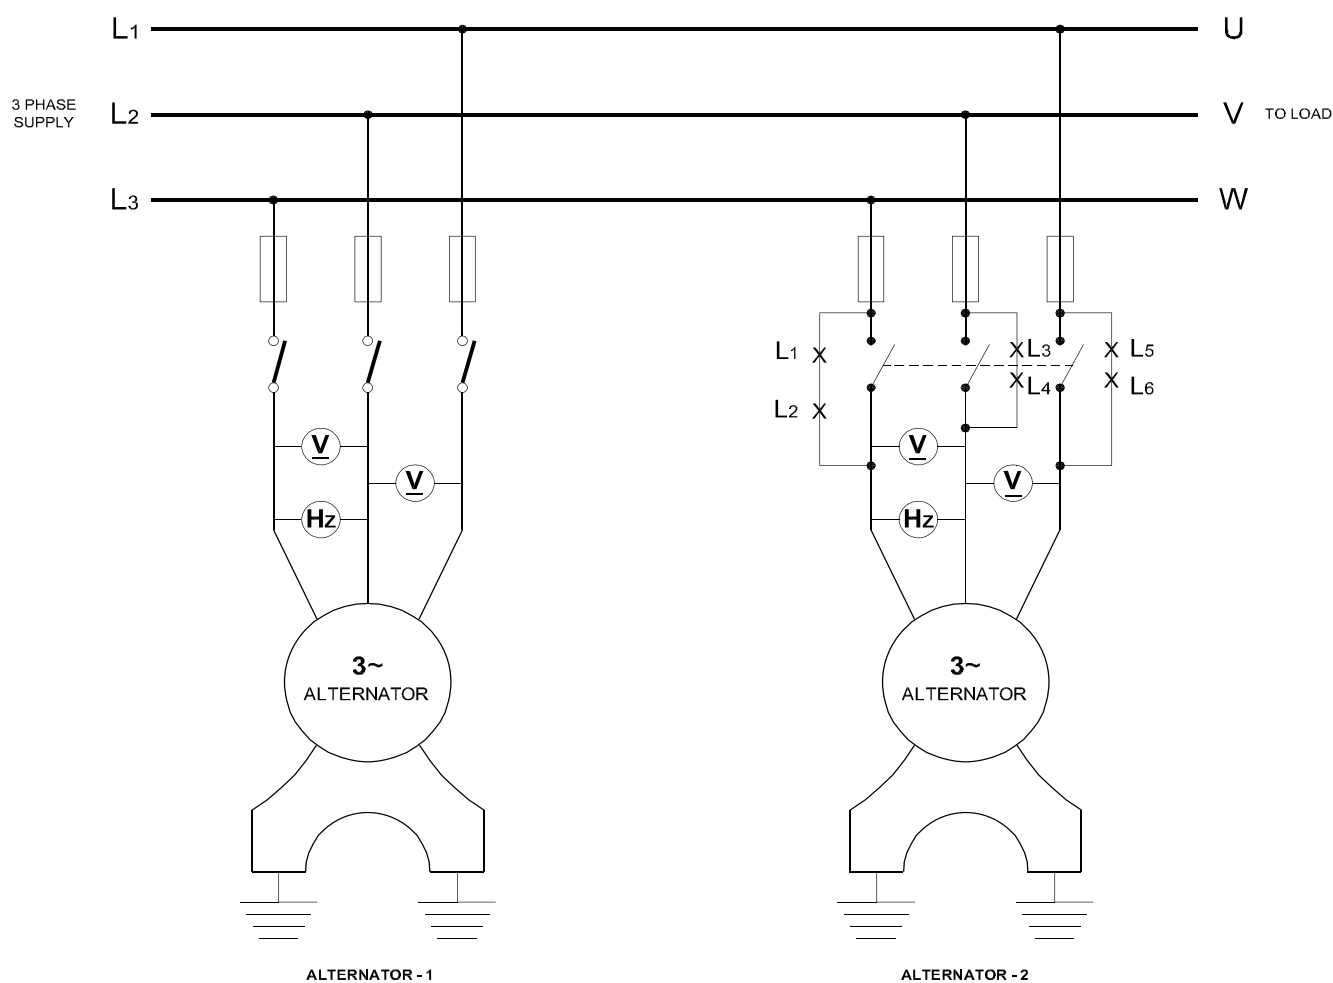 L1
U
3 PHASE
SUPPLY
L2
V
TO LOAD
L3
W
L1
L3
L5
L2
L4
L6
V
V
V
V
Hz
Hz
3~
ALTERNATOR
3~
ALTERNATOR
ALTERNATOR - 1
ALTERNATOR - 2